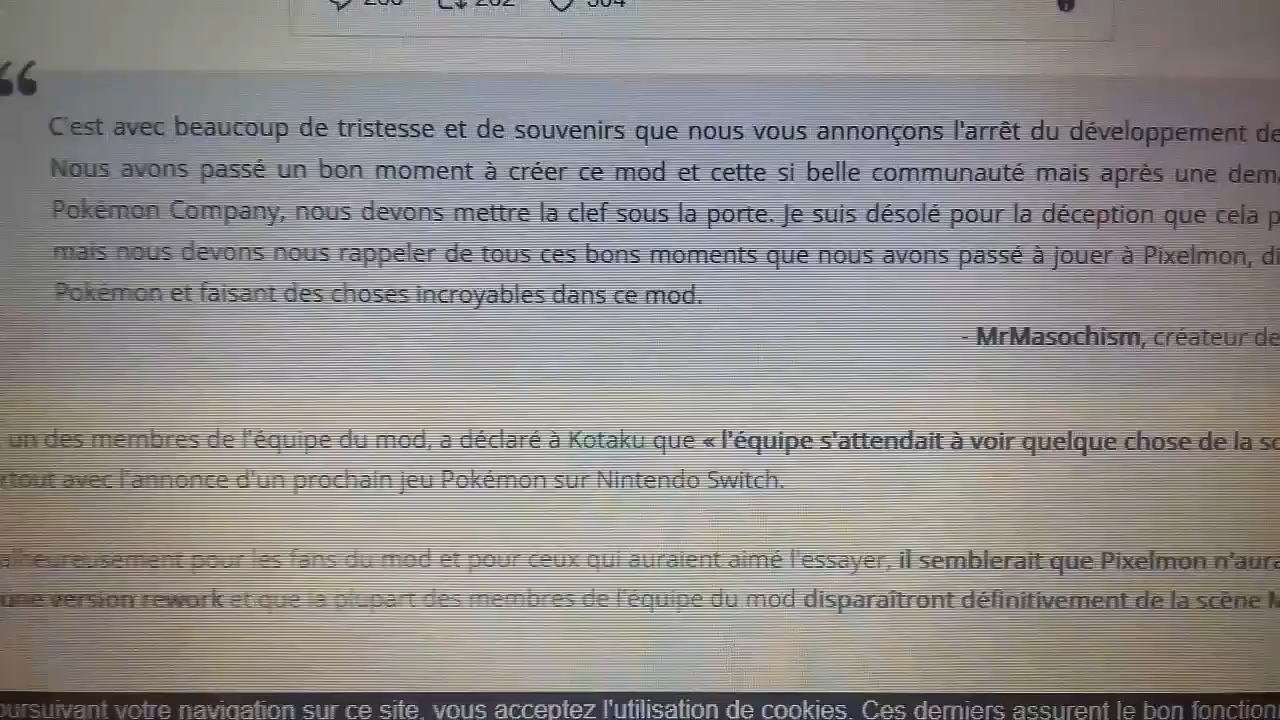 C'est avec beaucoup de tristesse et de souvenirs que nous vous annonçons l'arrêt du développement de
Nous avons passé un bon moment à créer ce mod et cette si belle communauté mais après une dem
Pokémon Company, nous devons mettre la clef sous la porte. Je suis désolé pour la déception que cela p
mais nous devons nous rappeler de tous ces bons moments que nous avons passé à jouer à Pixelmon, di
Pokémon et faisant des choses incroyables dans ce mod.
- MrMasochism, créateur de
un des membres de l'équipe du mod, a déclaré à Kotaku que « l'équipe s'attendait à voir quelque chose de la so
rtout avec l'annonce d'un prochain jeu Pokémon sur Nintendo Switch.
alheureusement pour les fans du mod et pour ceux qui auraient aimé l'essayer, il semblerait que Pixelmon n'aura
une version rework et que la plupart des membres de l'équipe du mod disparaîtront définitivement de la scène M
oursuivant votre navigation sur ce site, vous acceptez l'utilisation de cookies. Ces derniers assurent le bon fonction